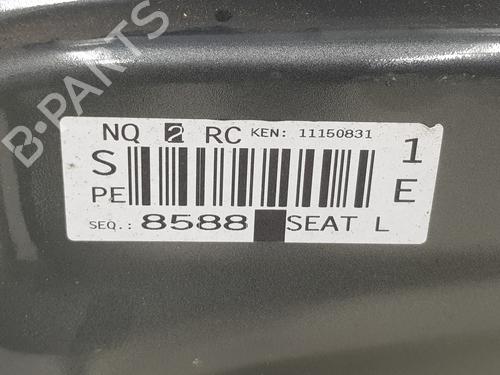 B-PARTS
NQ 2 RC KEN: 11150831
S 1
PE E
SEQ.: 8588 SEAT L